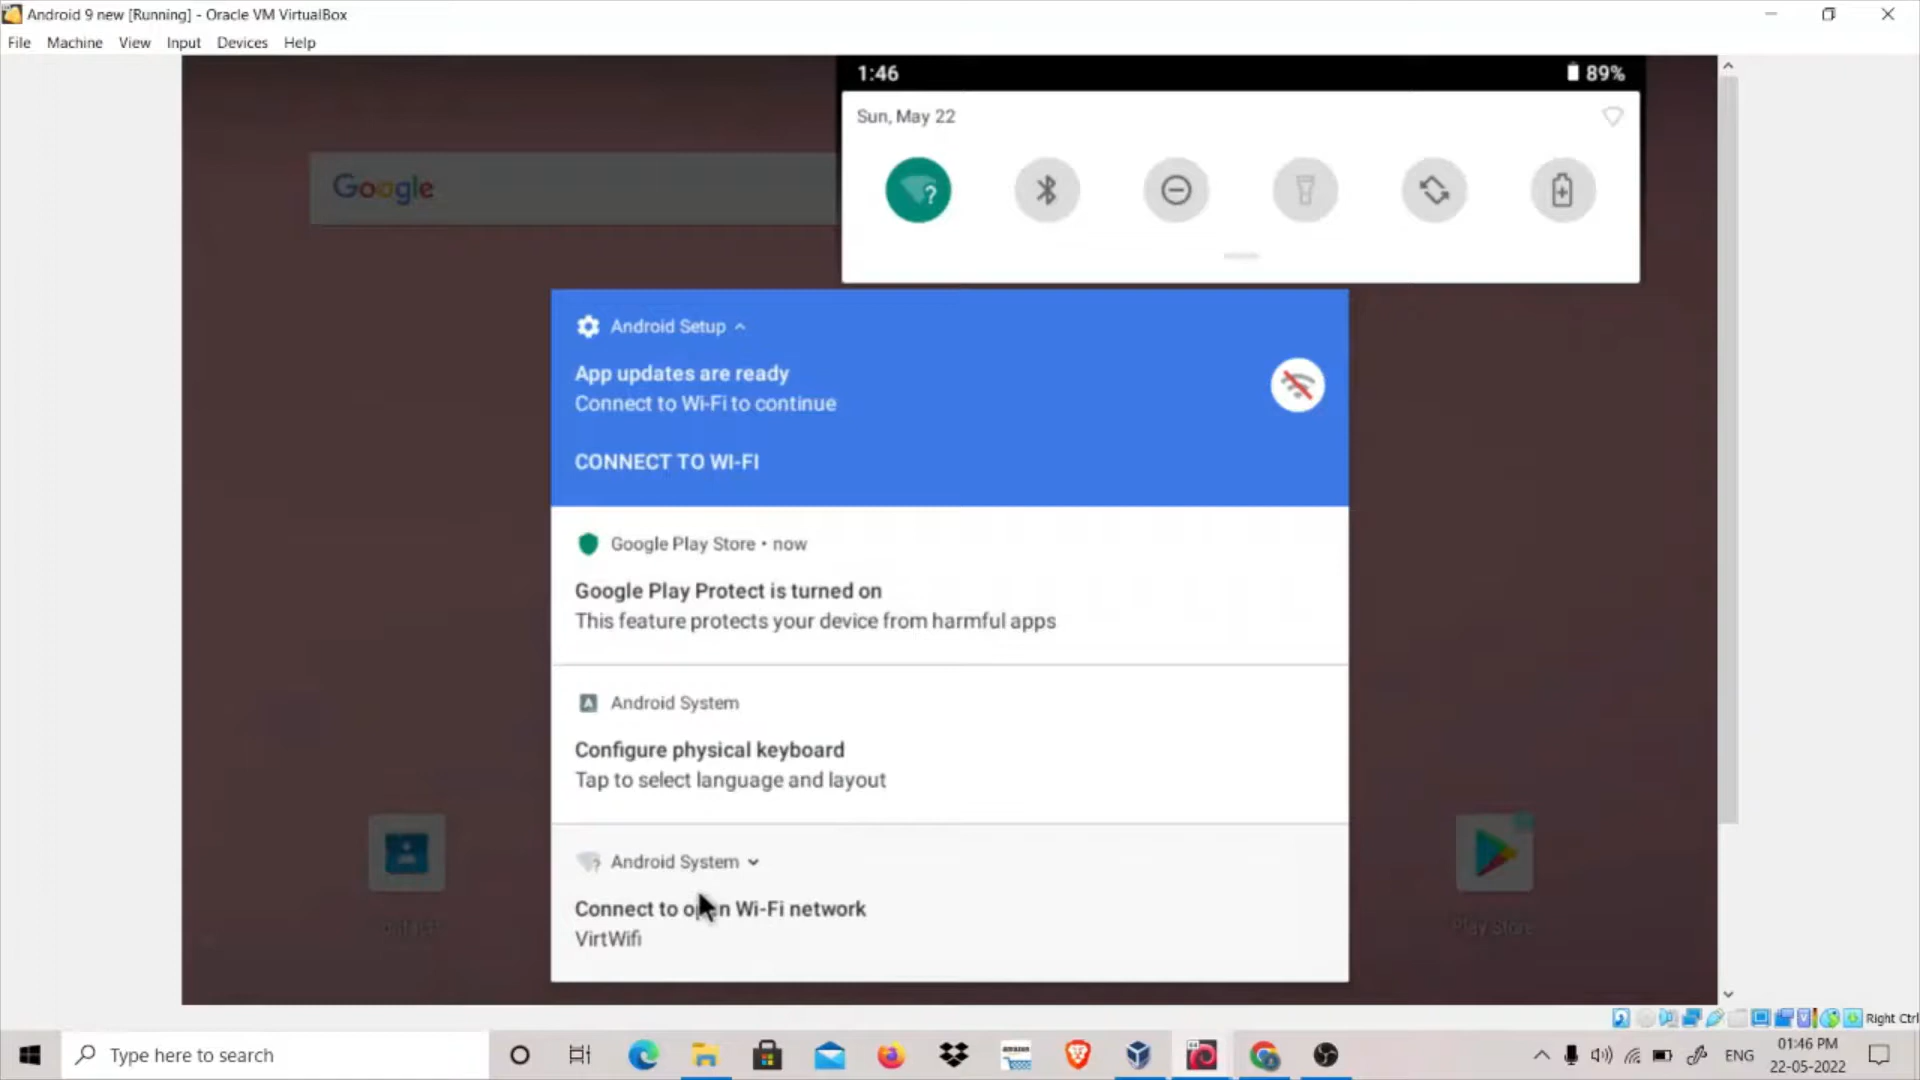 Android 9 new [Running] - Oracle VM VirtualBox
File Machine View Input Devices Help
1:46
89%
Sun, May 22
Google
Android Setup
App updates are ready
Connect to Wi-Fi to continue
CONNECT TO WI-FI
Google Play Store • now
Google Play Protect is turned on
This feature protects your device from harmful apps
Android System
Configure physical keyboard
Tap to select language and layout
Android System
Connect to open Wi-Fi network
VirtWifi
Play Store
Right Ctrl
Type here to search
amazon
ENG
01:46 PM
22-05-2022